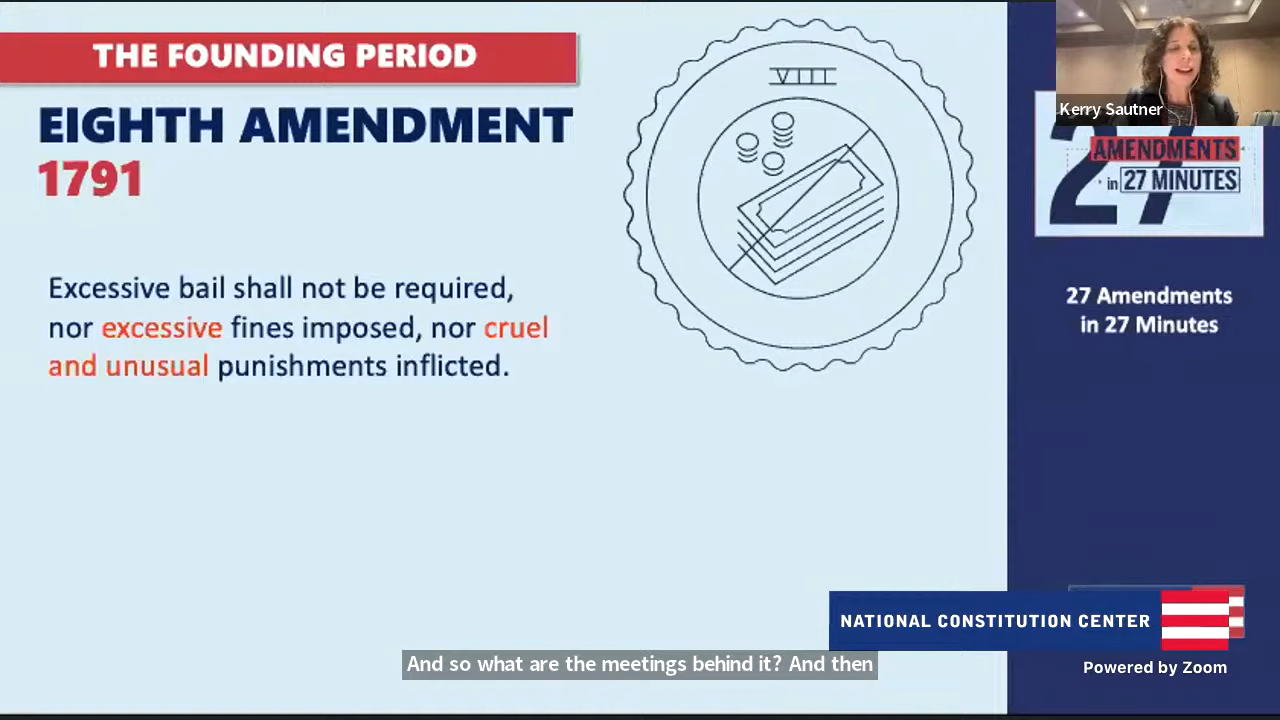 THE FOUNDING PERIOD
EIGHTH AMENDMENT
1791
Excessive bail shall not be required,
nor excessive fines imposed, nor cruel
and unusual punishments inflicted.
VIII
Kerry Sautner
27
AMENDMENTS
in 27 MINUTES
27 Amendments
in 27 Minutes
NATIONAL CONSTITUTION CENTER
And so what are the meetings behind it? And then
Powered by Zoom